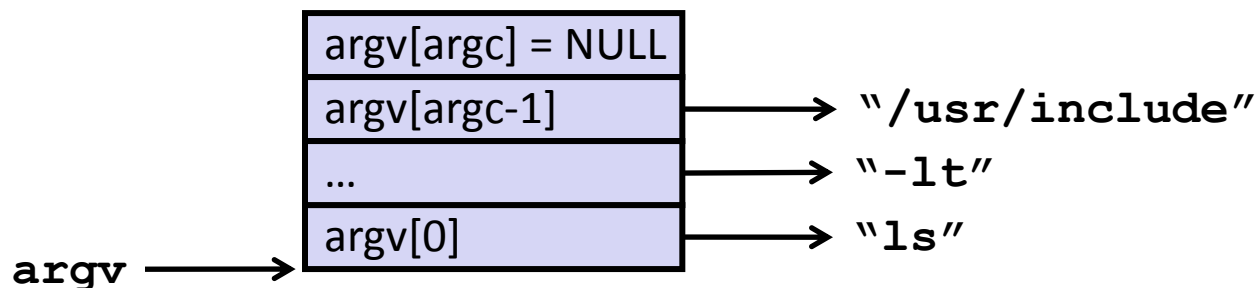 argv[argc] = NULL
argv[argc-1] “/usr/include”
… “-lt”
argv[0] “ls”
argv